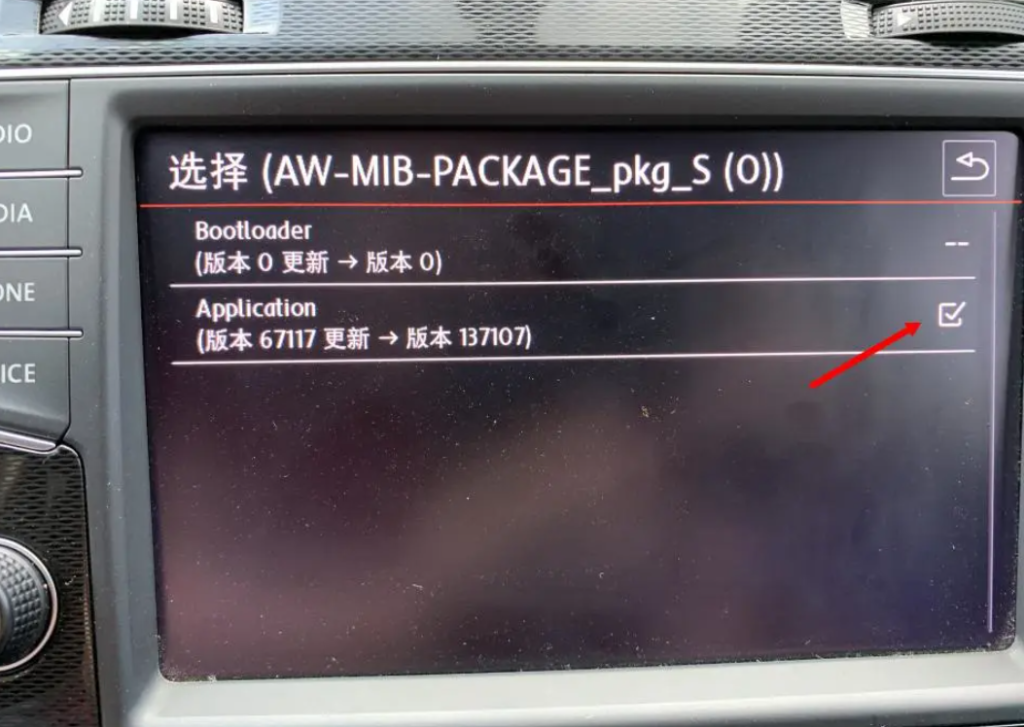 选择 (AW-MIB-PACKAGE_pkg_S (0))
Bootloader
(版本 0 更新 → 版本 0)
--
Application
(版本 67117 更新 → 版本 137107)